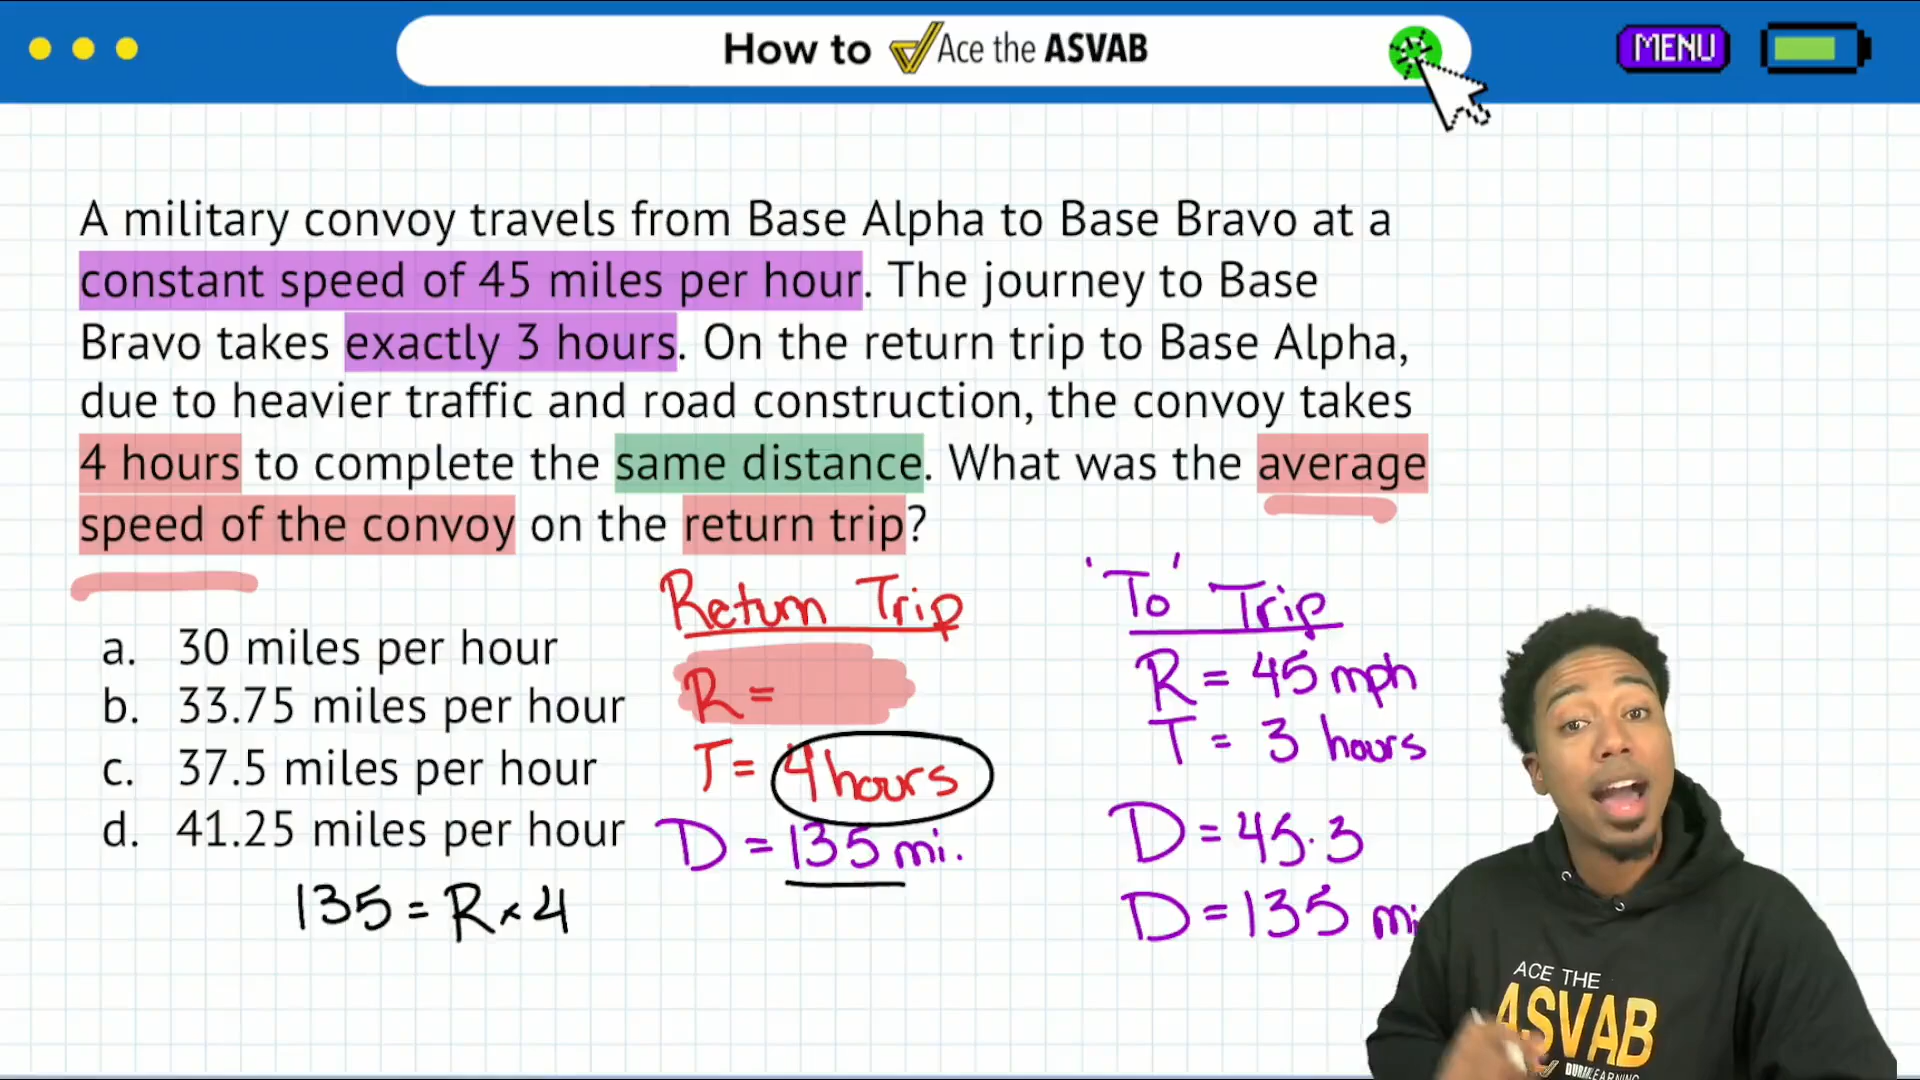 How to Ace the ASVAB
MENU
A military convoy travels from Base Alpha to Base Bravo at a
constant speed of 45 miles per hour. The journey to Base
Bravo takes exactly 3 hours. On the return trip to Base Alpha,
due to heavier traffic and road construction, the convoy takes
4 hours to complete the same distance. What was the average
speed of the convoy on the return trip?
a. 30 miles per hour
b. 33.75 miles per hour
c. 37.5 miles per hour
d. 41.25 miles per hour
135 = R × 4
Return Trip
R =
T = 4 hours
D = 135 mi.
'To' Trip
R = 45 mph
T = 3 hours
D = 45·3
D = 135 mi
ACE THE
ASVAB